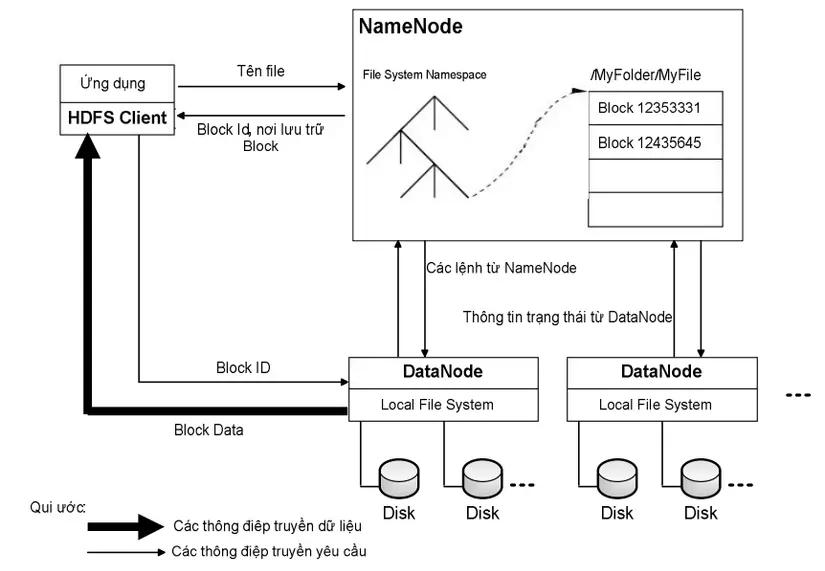 NameNode
File System Namespace
/MyFolder/MyFile
Block 12353331
Block 12435645
Ứng dụng
HDFS Client
Tên file
Block Id, nơi lưu trữ
Block
Các lệnh từ NameNode
Thông tin trạng thái từ DataNode
Block ID
Block Data
DataNode
Local File System
Disk
Disk
DataNode
Local File System
Disk
Disk
Qui ước:
Các thông điệp truyền dữ liệu
Các thông điệp truyền yêu cầu